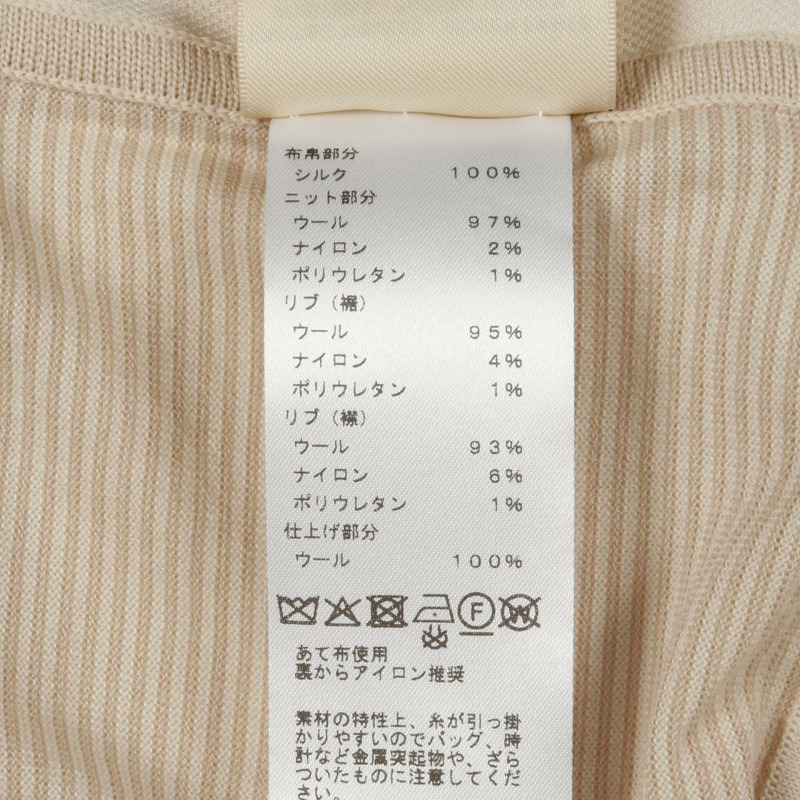 布帛部分
シルク 100%
ニット部分
ウール 97%
ナイロン 2%
ポリウレタン 1%
リブ（裾）
ウール 95%
ナイロン 4%
ポリウレタン 1%
リブ（襟）
ウール 93%
ナイロン 6%
ポリウレタン 1%
仕上げ部分
ウール 100%
F W
あて布使用
裏からアイロン推奨
素材の特性上、糸が引っ掛
かりやすいのでバッグ、時
計など金属突起物や、ざら
ついたものに注意してくだ
さい。